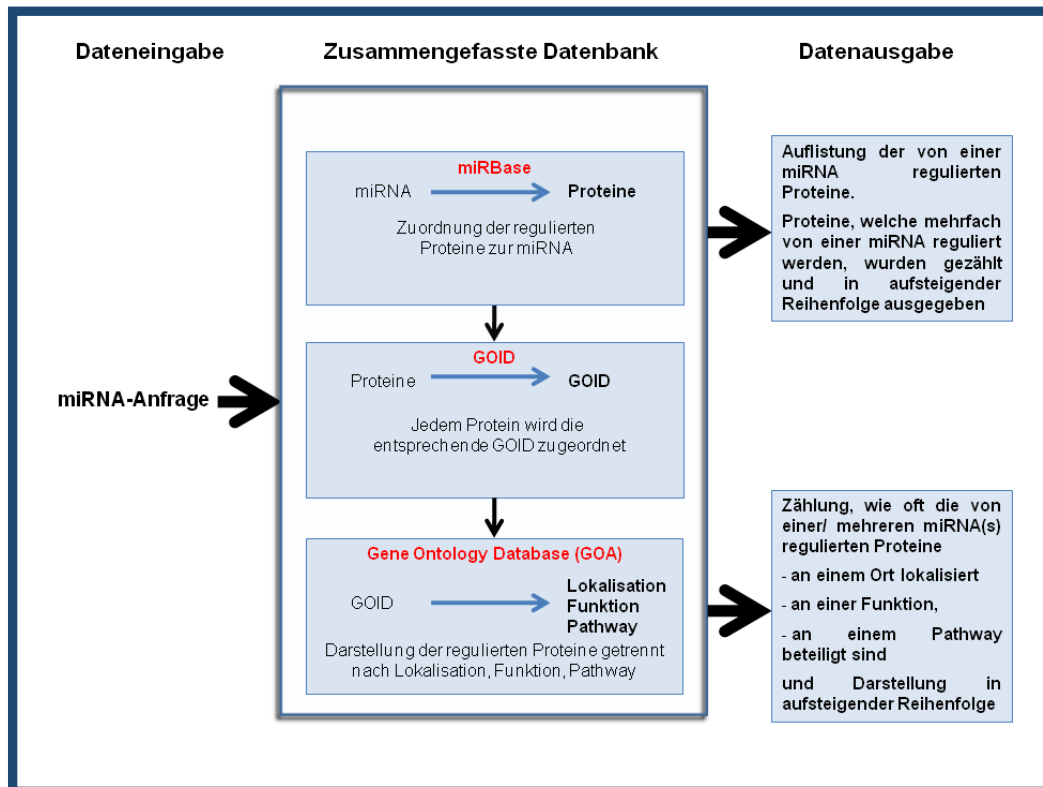 Dateneingabe
Zusammengefasste Datenbank
Datenausgabe
miRNA-Anfrage
miRBase
miRNA
Proteine
Zuordnung der regulierten
Proteine zur miRNA
GOID
Proteine
GOID
Jedem Protein wird die
entsprechende GOID zugeordnet
Gene Ontology Database (GOA)
GOID
Lokalisation
Funktion
Pathway
Darstellung der regulierten Proteine getrennt
nach Lokalisation, Funktion, Pathway
Auflistung der von einer
miRNA regulierten
Proteine.
Proteine, welche mehrfach
von einer miRNA reguliert
werden, wurden gezählt
und in aufsteigender
Reihenfolge ausgegeben
Zählung, wie oft die von
einer/ mehreren miRNA(s)
regulierten Proteine
- an einem Ort lokalisiert
- an einer Funktion,
- an einem Pathway
beteiligt sind
und Darstellung in
aufsteigender Reihenfolge